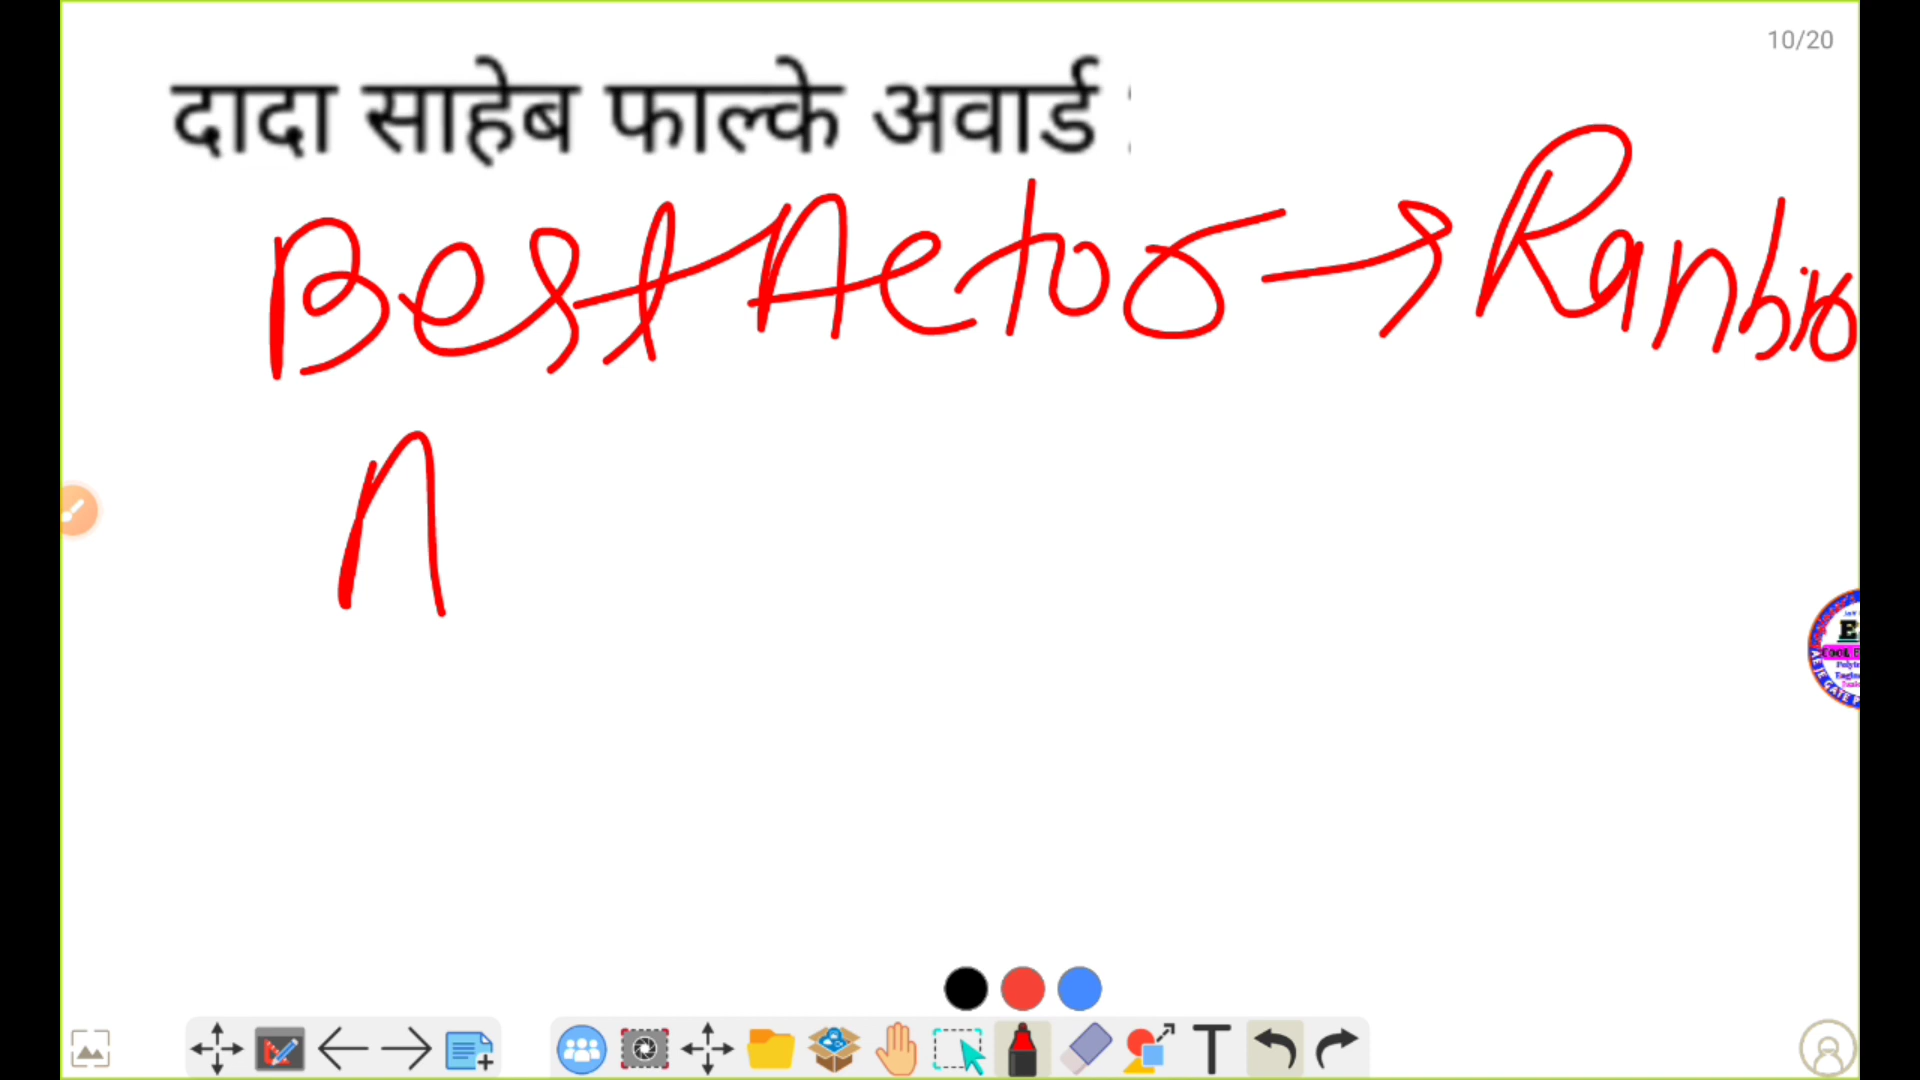 10/20
दादा साहेब फाल्के अवार्ड
Best Actor → Ranbir